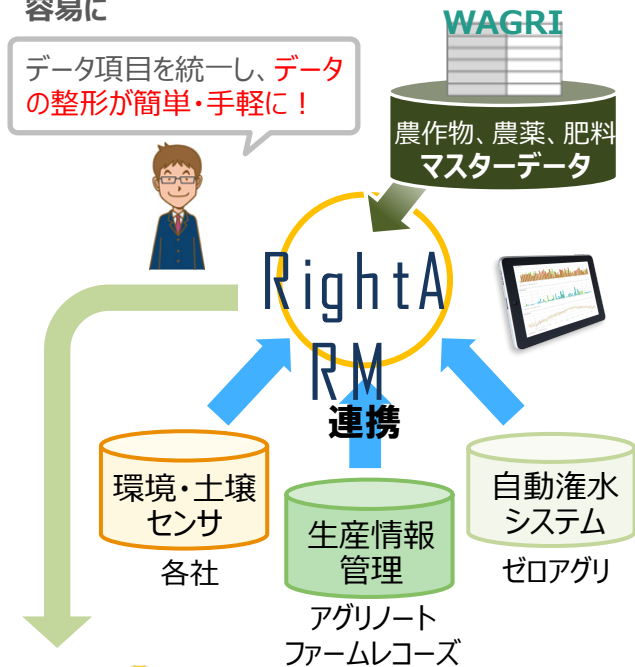 容易に
データ項目を統一し、データ
の整形が簡単・手軽に！
WAGRI
農作物、農薬、肥料
マスターデータ
RightA
RM
連携
環境・土壌
センサ
各社
生産情報
管理
アグリノート
ファームレコーズ
自動潅水
システム
ゼロアグリ